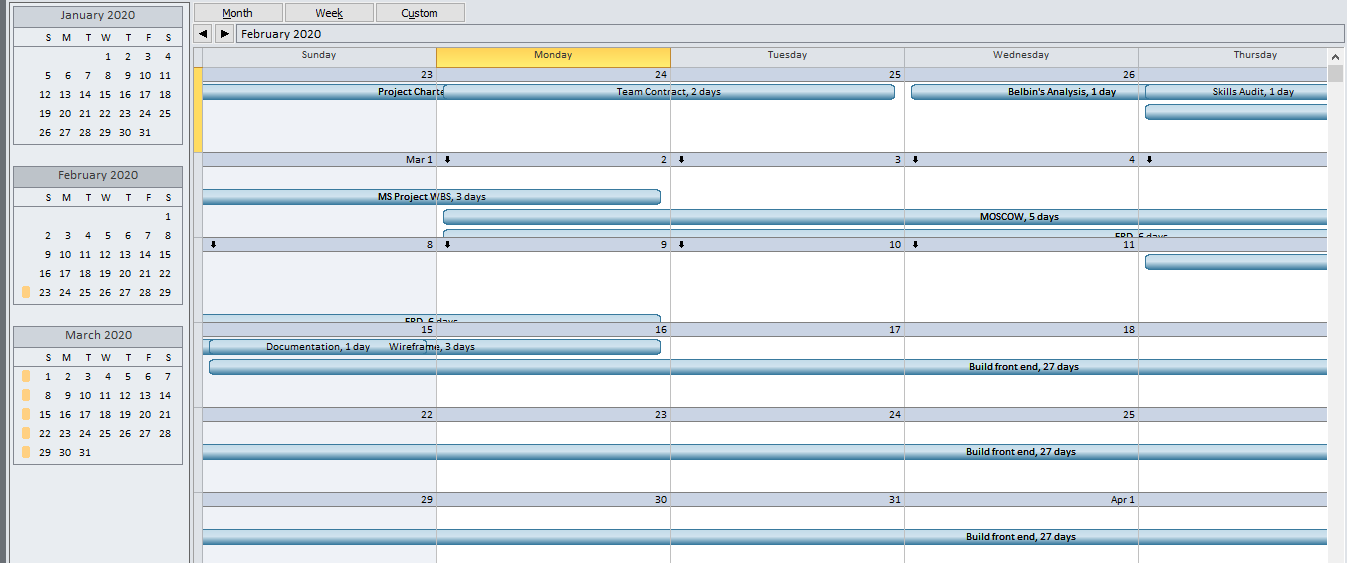 Month Week Custom
February 2020
January 2020
S M T W T F S
1 2 3 4
5 6 7 8 9 10 11
12 13 14 15 16 17 18
19 20 21 22 23 24 25
26 27 28 29 30 31
February 2020
S M T W T F S
1
2 3 4 5 6 7 8
9 10 11 12 13 14 15
16 17 18 19 20 21 22
23 24 25 26 27 28 29
March 2020
S M T W T F S
1 2 3 4 5 6 7
8 9 10 11 12 13 14
15 16 17 18 19 20 21
22 23 24 25 26 27 28
29 30 31
Sunday Monday Tuesday Wednesday Thursday
23 24 25 26
Project Charte Team Contract, 2 days Belbin's Analysis, 1 day Skills Audit, 1 day
Mar 1 2 3 4
MS Project WBS, 3 days
MOSCOW, 5 days
ERD, 6 days
8 9 10 11
ERD, 6 days
15 16 17 18
Documentation, 1 day Wireframe, 3 days
Build front end, 27 days
22 23 24 25
Build front end, 27 days
29 30 31 Apr 1
Build front end, 27 days